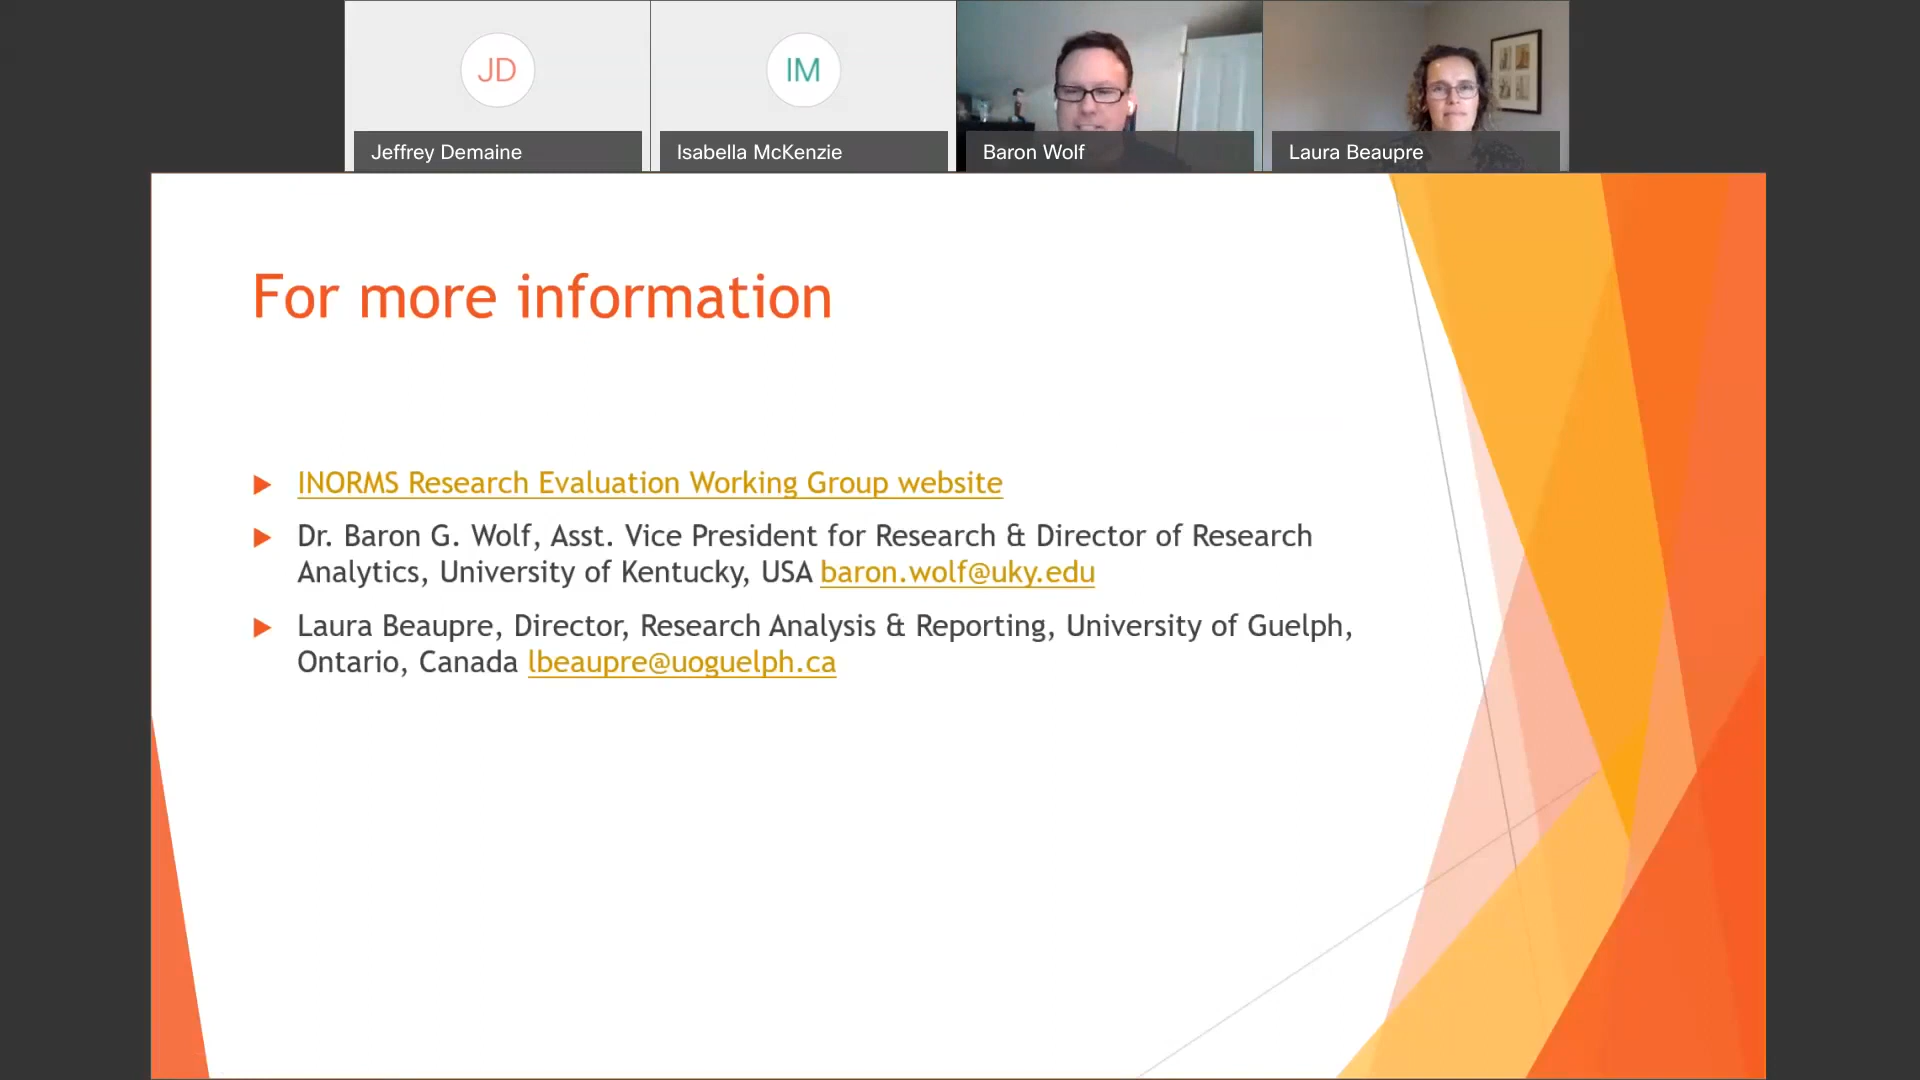 JD
IM
Jeffrey Demaine
Isabella McKenzie
Baron Wolf
Laura Beaupre
For more information
INORMS Research Evaluation Working Group website
Dr. Baron G. Wolf, Asst. Vice President for Research & Director of Research
Analytics, University of Kentucky, USA baron.wolf@uky.edu
Laura Beaupre, Director, Research Analysis & Reporting, University of Guelph,
Ontario, Canada lbeaupre@uoguelph.ca